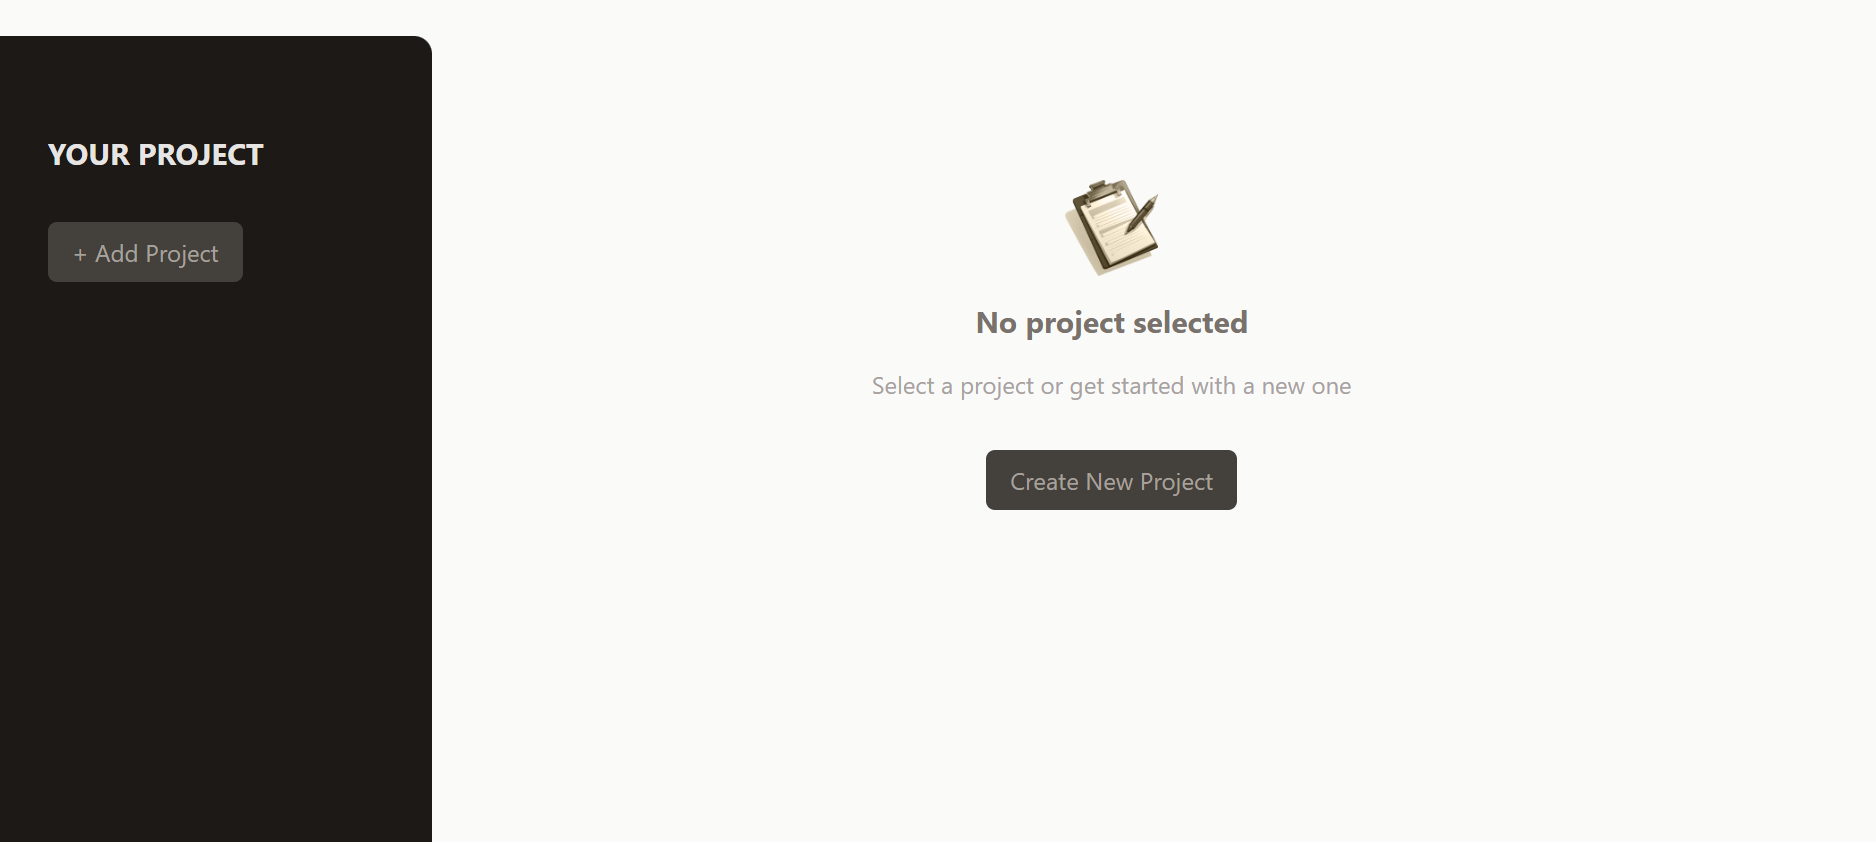 YOUR PROJECT
+ Add Project
No project selected
Select a project or get started with a new one
Create New Project